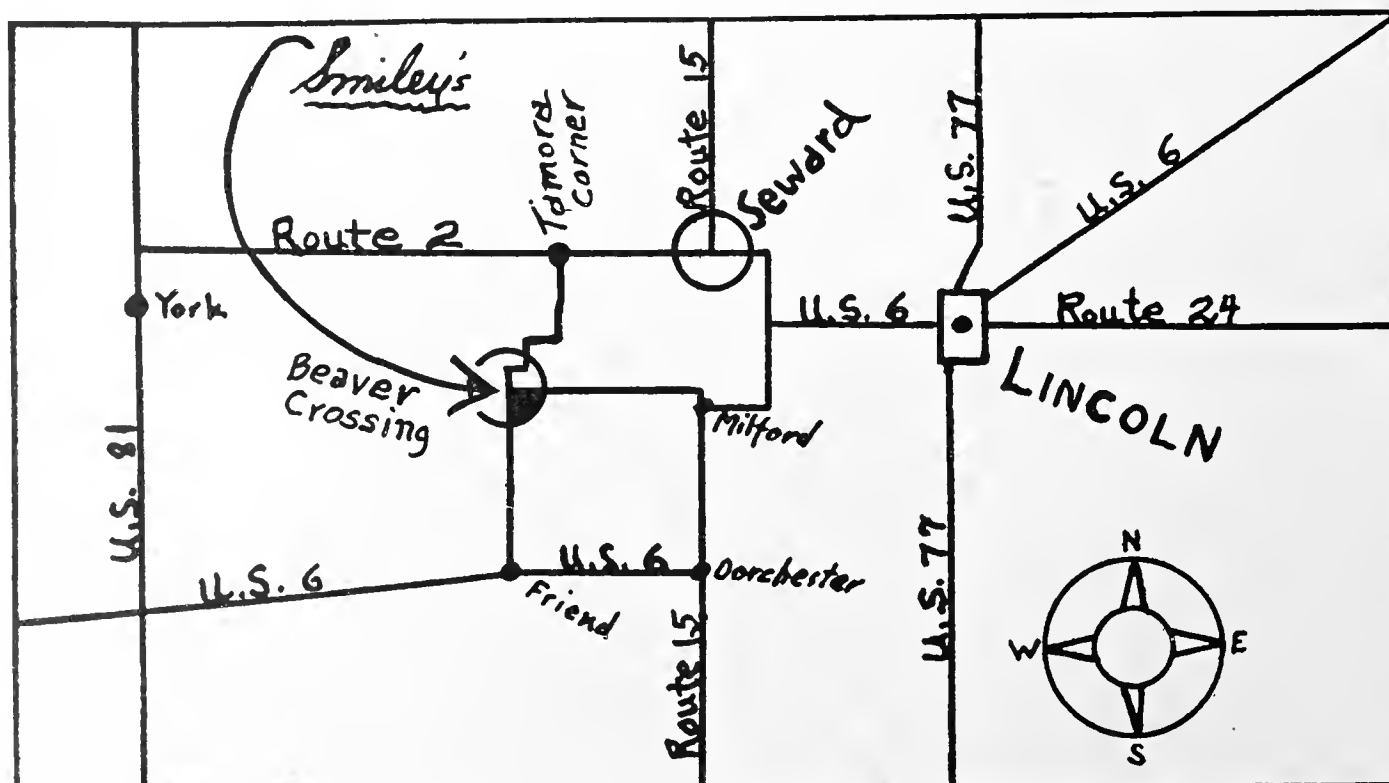 Smiley's
Tamora
Corner
Route 15
Seward
U.S. 77
U.S. 6
Route 2
York
U.S. 6
Route 24
Beaver
Crossing
LINCOLN
Milford
U.S. 81
U.S. 6
U.S. 6
Friend
Dorchester
Route 15
U.S. 77
N
W
E
S